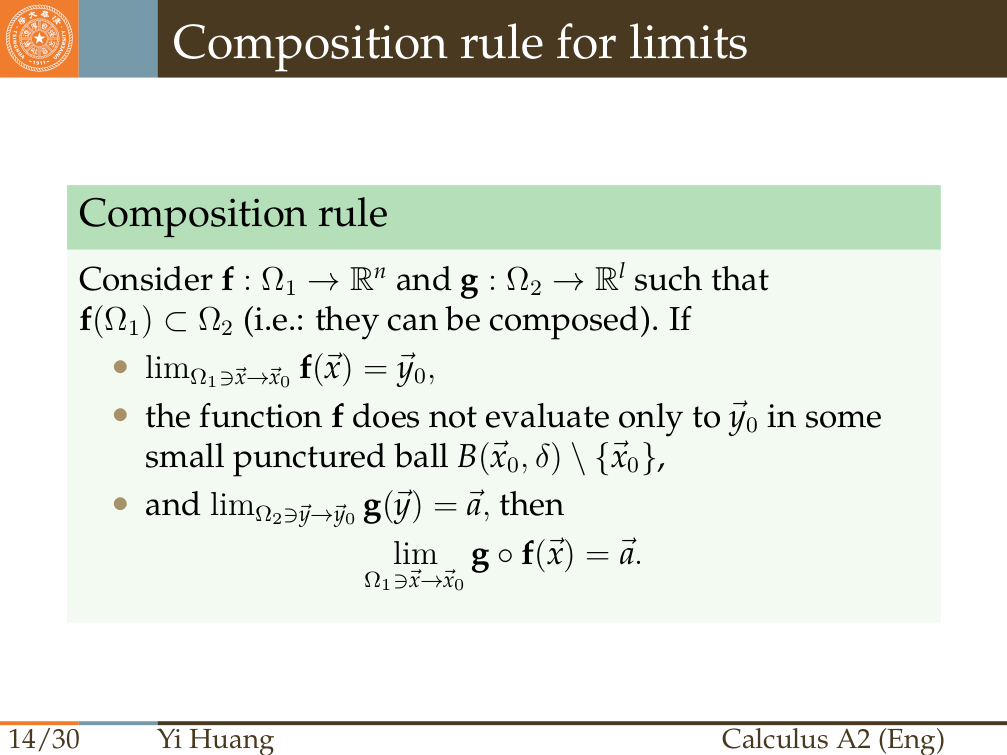 Composition rule for limits
Composition rule
Consider f : Ω₁ → ℝⁿ and g : Ω₂ → ℝˡ such that
f(Ω₁) ⊂ Ω₂ (i.e.: they can be composed). If
• lim_{Ω₁∋x⃗→x⃗₀} f(x⃗) = y⃗₀,
• the function f does not evaluate only to y⃗₀ in some
small punctured ball B(x⃗₀, δ) \ {x⃗₀},
• and lim_{Ω₂∋y⃗→y⃗₀} g(y⃗) = a⃗, then
lim_{Ω₁∋x⃗→x⃗₀} g ∘ f(x⃗) = a⃗.
14/30 Yi Huang Calculus A2 (Eng)